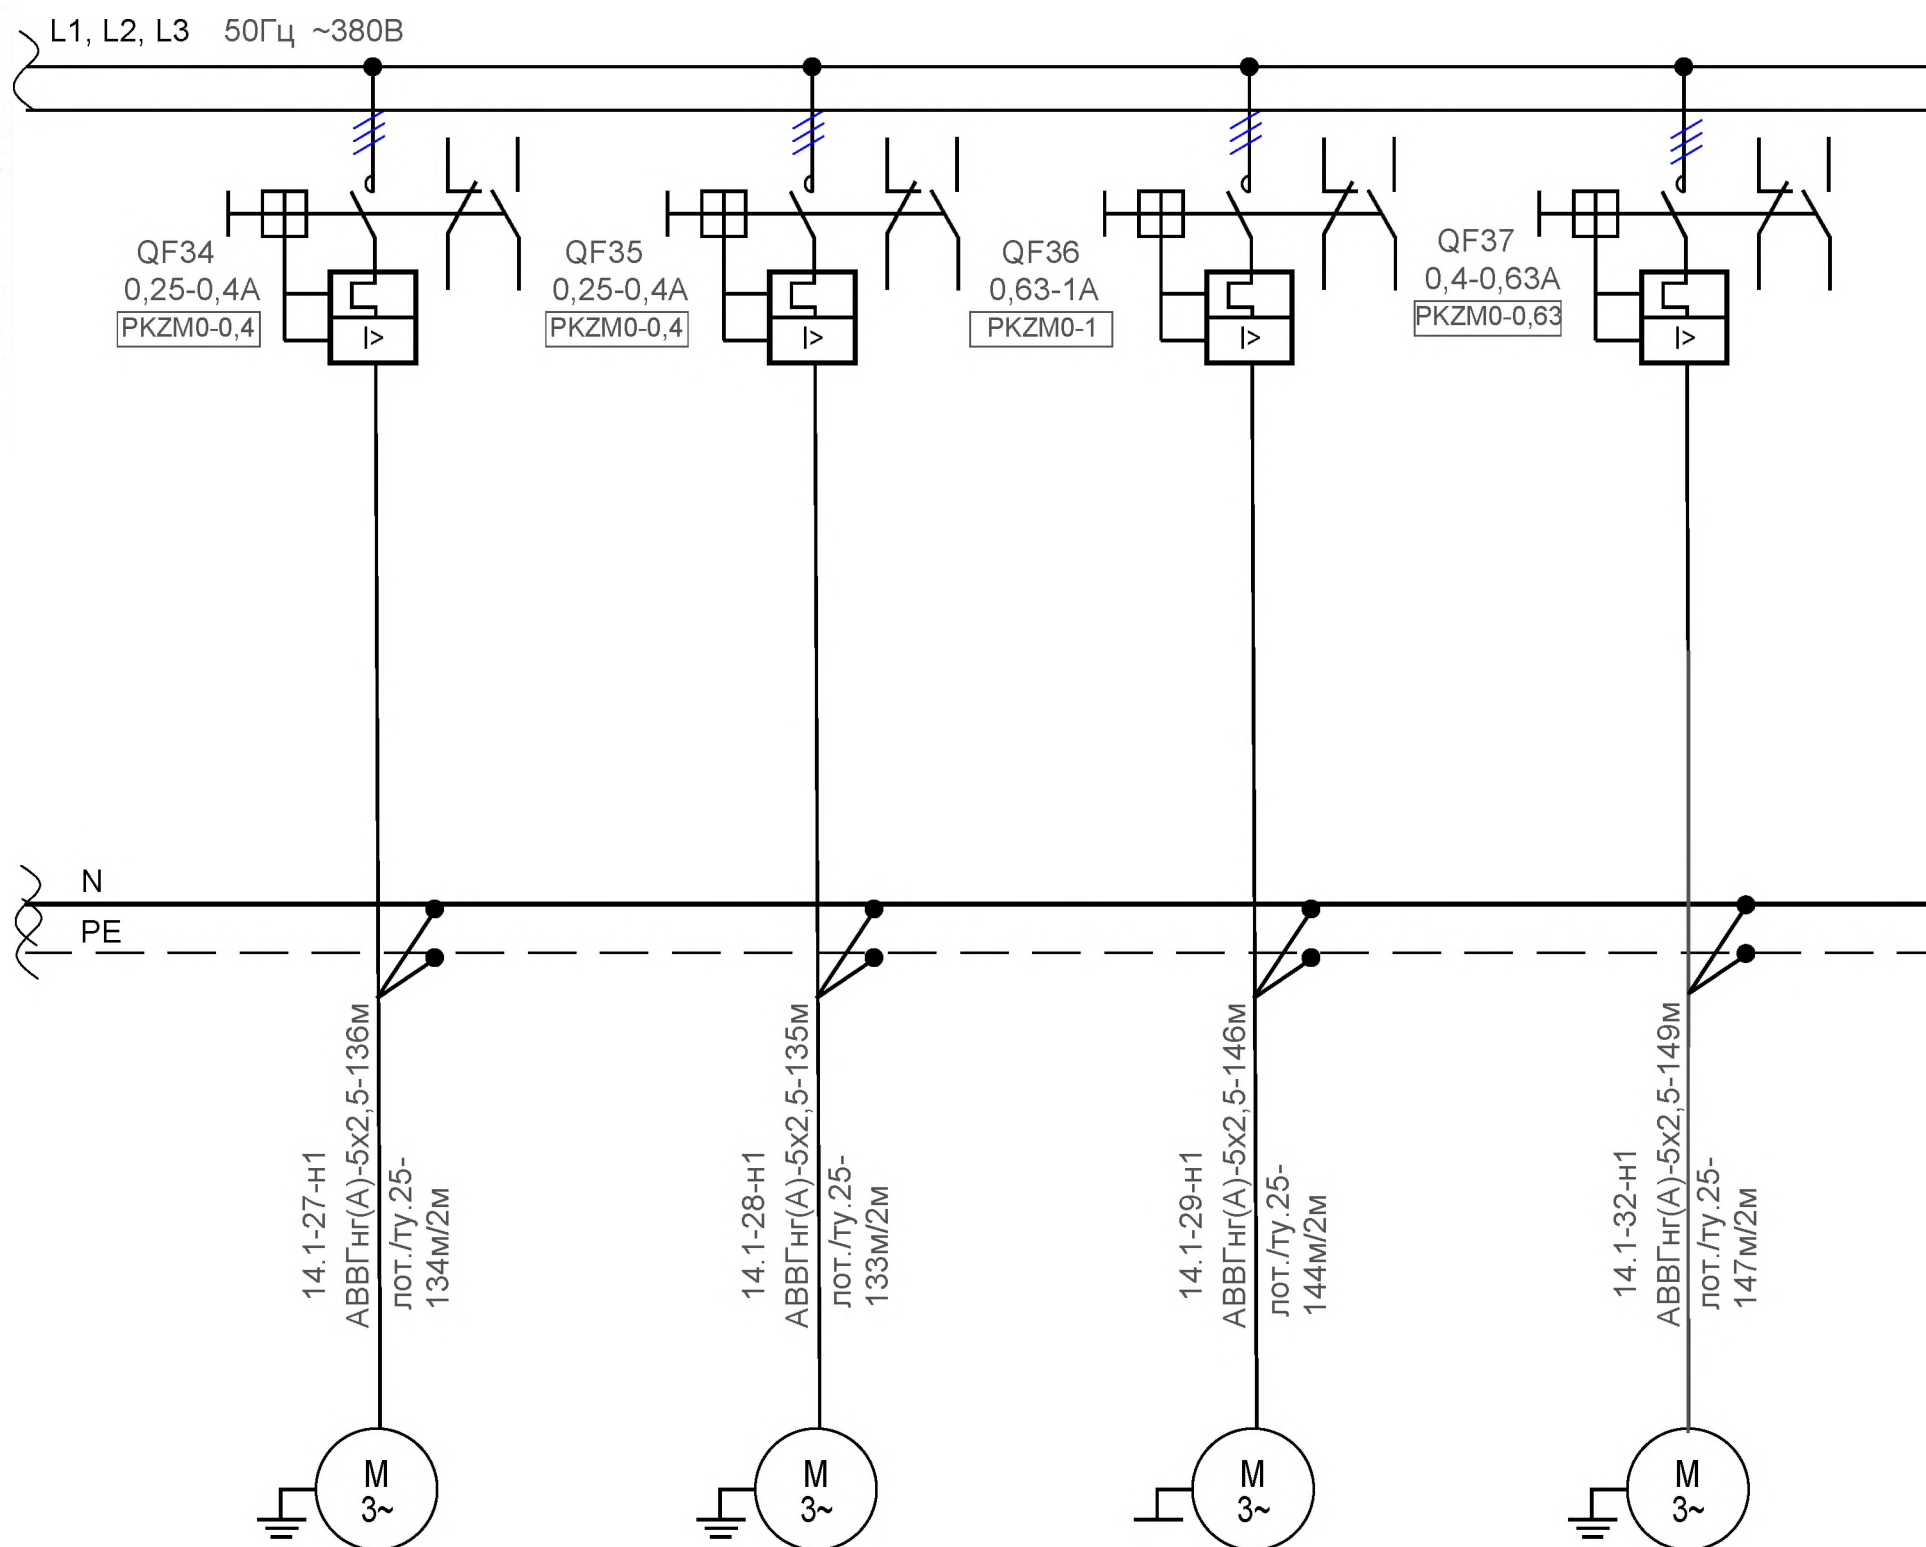 L1, L2, L3 50Гц ~380В
QF34
0,25-0,4А
PKZM0-0,4
I>
QF35
0,25-0,4А
PKZM0-0,4
I>
QF36
0,63-1А
PKZM0-1
I>
QF37
0,4-0,63А
PKZM0-0,63
I>
N
PE
14.1-27-н1
АВВГнг(А)-5х2,5-136м
лот./ту.25-
134м/2м
14.1-28-н1
АВВГнг(А)-5х2,5-135м
лот./ту.25-
133м/2м
14.1-29-н1
АВВГнг(А)-5х2,5-146м
лот./ту.25-
144м/2м
14.1-32-н1
АВВГнг(А)-5х2,5-149м
лот./ту.25-
147м/2м
М
3~
М
3~
М
3~
М
3~